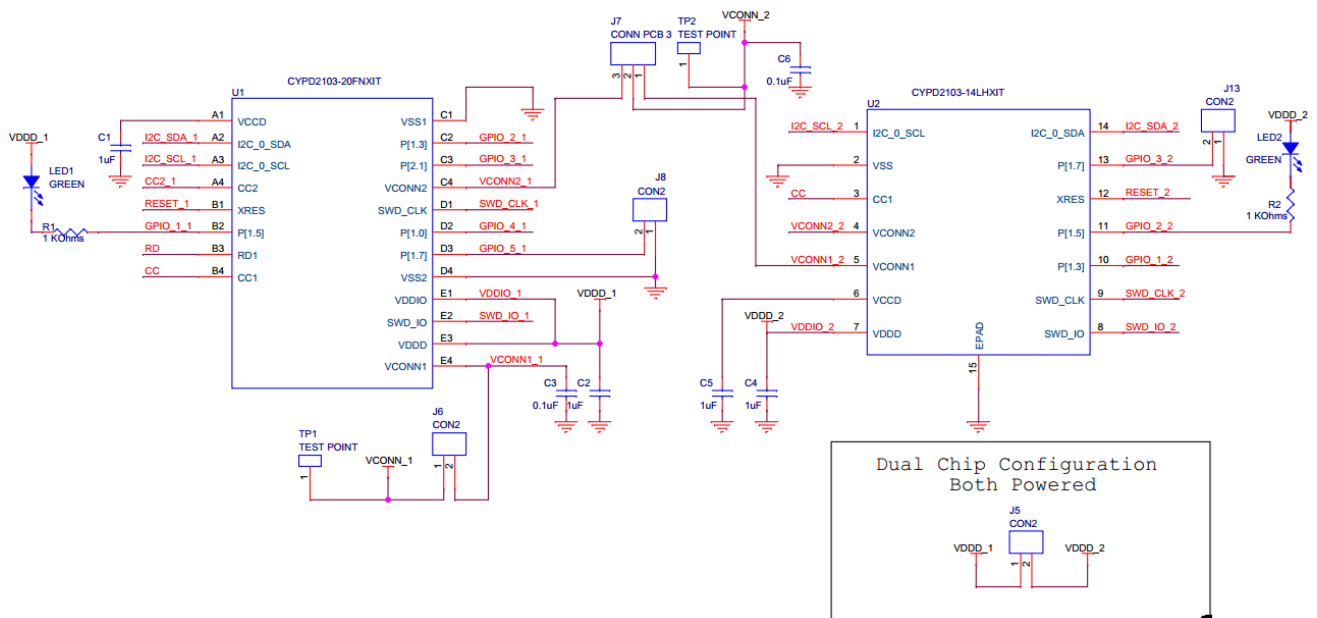 J7
CONN PCB 3
3
2
1
TP2
TEST POINT
1
VCONN_2
C6
0.1uF
CYPD2103-20FNXIT
U1
A1
VCCD
A2
I2C_0_SDA
I2C_SDA_1
A3
I2C_0_SCL
I2C_SCL_1
A4
CC2
CC2_1
B1
XRES
RESET_1
B2
P[1.5]
GPIO_1_1
B3
RD1
RD
B4
CC1
CC
C1
VSS1
C2
P[1.3]
GPIO_2_1
C3
P[2.1]
GPIO_3_1
C4
VCONN2
VCONN2_1
D1
SWD_CLK
SWD_CLK_1
D2
P[1.0]
GPIO_4_1
D3
P[1.7]
GPIO_5_1
D4
VSS2
E1
VDDIO
VDDIO_1
E2
SWD_IO
SWD_IO_1
E3
VDDD
E4
VCONN1
VCONN1_1
VDDD_1
LED1
GREEN
R1
1 KOhms
C1
1uF
J8
CON2
2
1
VDDD_1
C3
0.1uF
C2
1uF
TP1
TEST POINT
1
VCONN_1
J6
CON2
1
2
CYPD2103-14LHXIT
U2
1
I2C_0_SCL
I2C_SCL_2
2
VSS
3
CC1
CC
4
VCONN2
VCONN2_2
5
VCONN1
VCONN1_2
6
VCCD
7
VDDD
VDDIO_2
VDDD_2
14
I2C_0_SDA
I2C_SDA_2
13
P[1.7]
GPIO_3_2
12
XRES
RESET_2
11
P[1.5]
GPIO_2_2
10
P[1.3]
GPIO_1_2
9
SWD_CLK
SWD_CLK_2
8
SWD_IO
SWD_IO_2
EPAD
15
C5
1uF
C4
1uF
J13
CON2
2
1
VDDD_2
LED2
GREEN
R2
1 KOhms
Dual Chip Configuration
Both Powered
J5
CON2
1
2
VDDD_1
VDDD_2